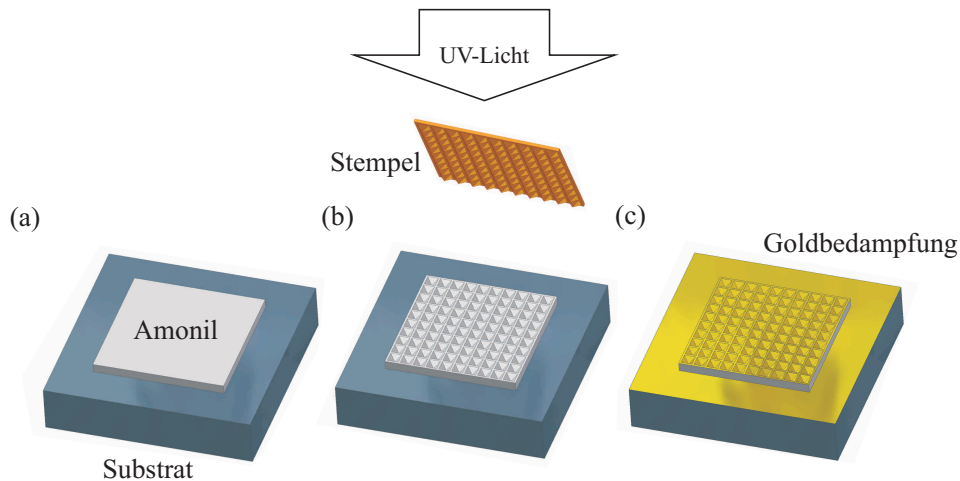 UV-Licht
Stempel
(a)
(b)
(c)
Goldbedampfung
Amonil
Substrat